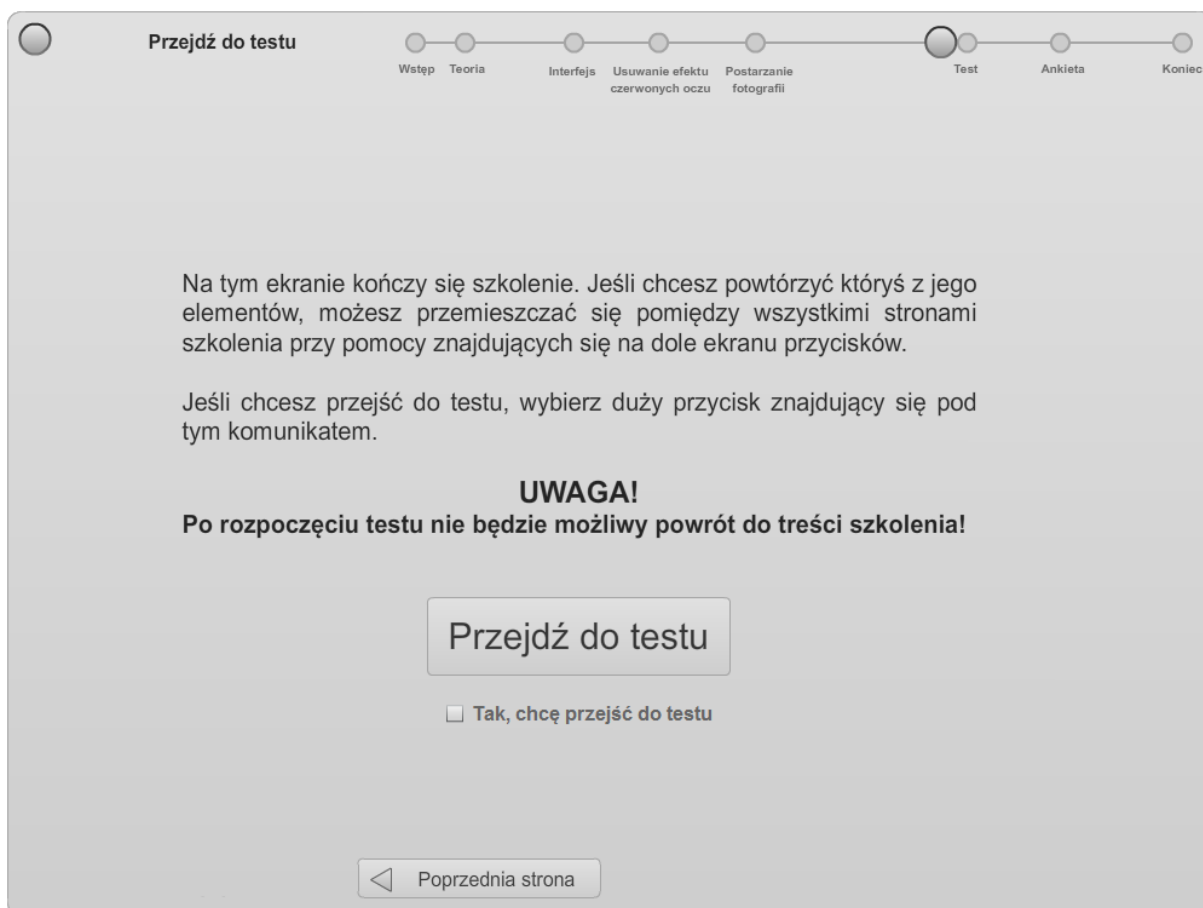 Przejdź do testu
Wstęp Teoria Interfejs Usuwanie efektu czerwonych oczu Postarzanie fotografii Test Ankieta Koniec
Na tym ekranie kończy się szkolenie. Jeśli chcesz powtórzyć któryś z jego
elementów, możesz przemieszczać się pomiędzy wszystkimi stronami
szkolenia przy pomocy znajdujących się na dole ekranu przycisków.
Jeśli chcesz przejść do testu, wybierz duży przycisk znajdujący się pod
tym komunikatem.
UWAGA!
Po rozpoczęciu testu nie będzie możliwy powrót do treści szkolenia!
Przejdź do testu
Tak, chcę przejść do testu
Poprzednia strona